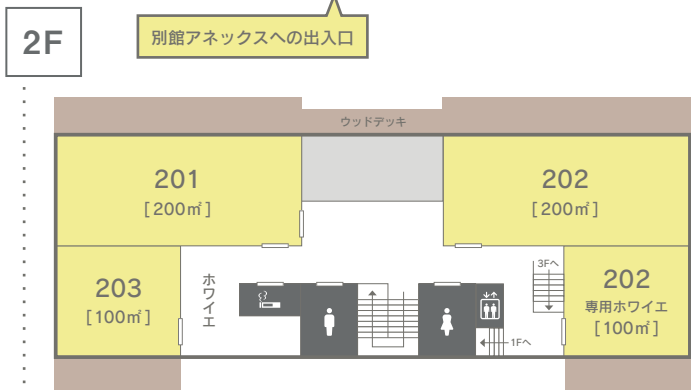 2F
別館アネックスへの出入口
ウッドデッキ
201
[200㎡]
202
[200㎡]
203
[100㎡]
ホワイエ
3Fへ
202
専用ホワイエ
[100㎡]
1Fへ